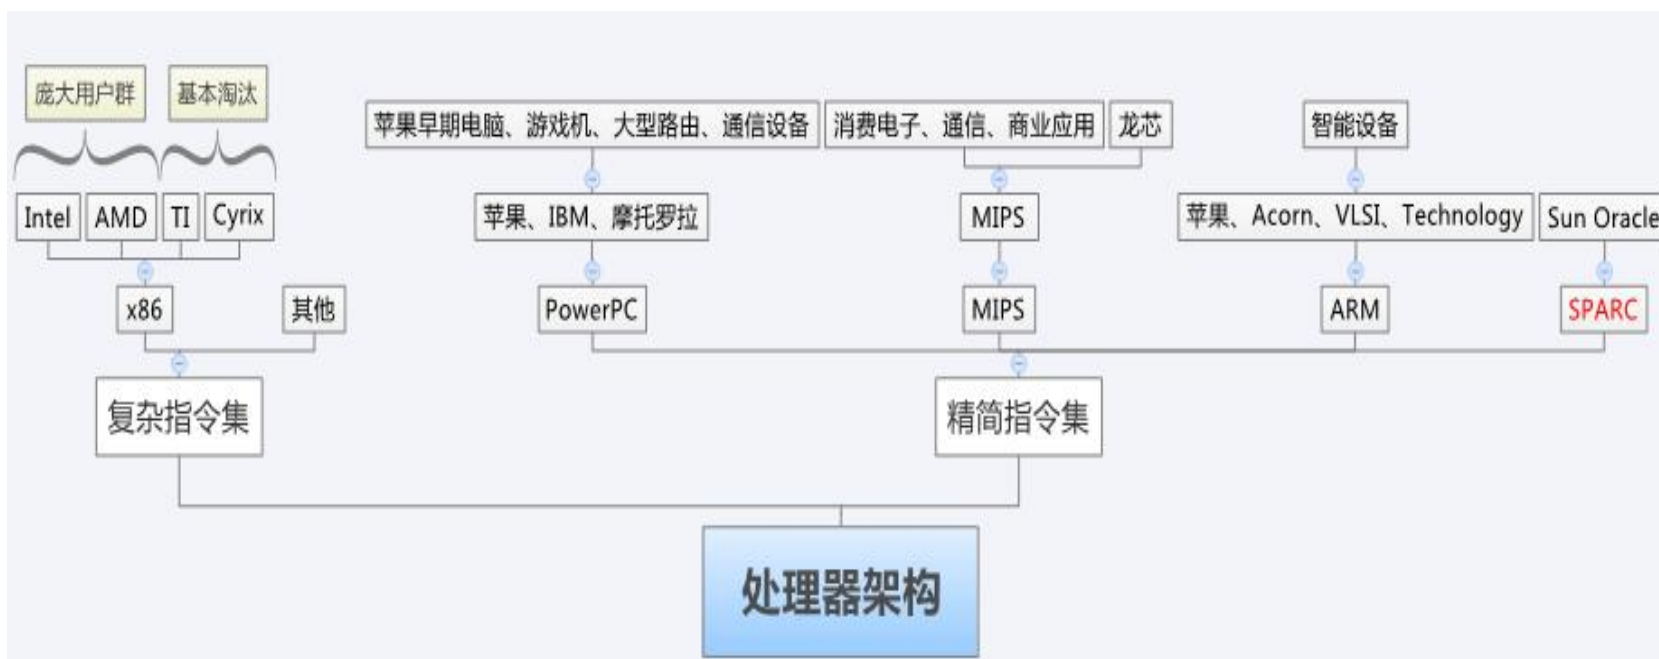 庞大用户群
基本淘汰
苹果早期电脑、游戏机、大型路由、通信设备
消费电子、通信、商业应用
龙芯
智能设备
Intel
AMD
TI
Cyrix
苹果、IBM、摩托罗拉
MIPS
苹果、Acorn、VLSI、Technology
Sun Oracle
x86
其他
PowerPC
MIPS
ARM
SPARC
复杂指令集
精简指令集
处理器架构